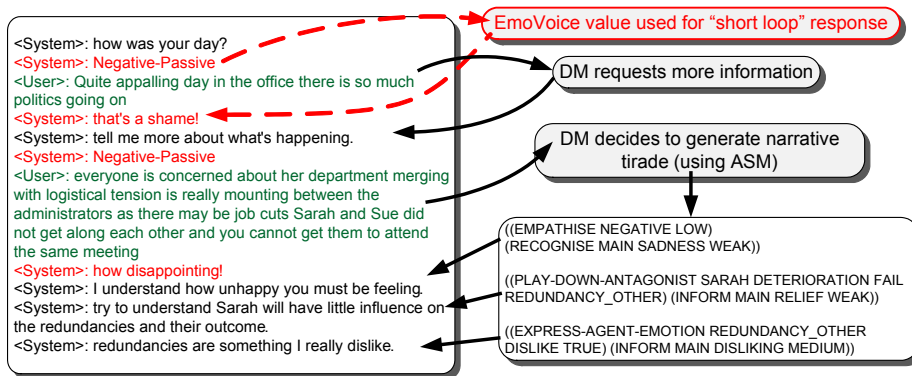 EmoVoice value used for “short loop” response
<System>: how was your day?
<System>: Negative-Passive
<User>: Quite appalling day in the office there is so much
politics going on
<System>: that's a shame!
<System>: tell me more about what's happening.
<System>: Negative-Passive
<User>: everyone is concerned about her department merging
with logistical tension is really mounting between the
administrators as there may be job cuts Sarah and Sue did
not get along each other and you cannot get them to attend
the same meeting
<System>: how disappointing!
<System>: I understand how unhappy you must be feeling.
<System>: try to understand Sarah will have little influence on
the redundancies and their outcome.
<System>: redundancies are something I really dislike.
DM requests more information
DM decides to generate narrative
tirade (using ASM)
((EMPATHISE NEGATIVE LOW)
(RECOGNISE MAIN SADNESS WEAK))
((PLAY-DOWN-ANTAGONIST SARAH DETERIORATION FAIL
REDUNDANCY_OTHER) (INFORM MAIN RELIEF WEAK))
((EXPRESS-AGENT-EMOTION REDUNDANCY_OTHER
DISLIKE TRUE) (INFORM MAIN DISLIKING MEDIUM))